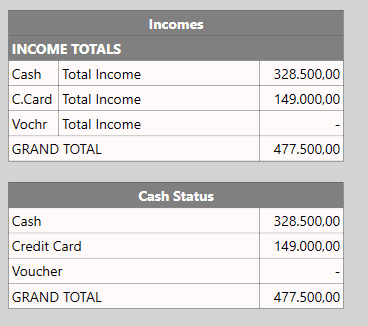 Incomes
INCOME TOTALS
Cash Total Income 328.500,00
C.Card Total Income 149.000,00
Vochr Total Income -
GRAND TOTAL 477.500,00
Cash Status
Cash 328.500,00
Credit Card 149.000,00
Voucher -
GRAND TOTAL 477.500,00